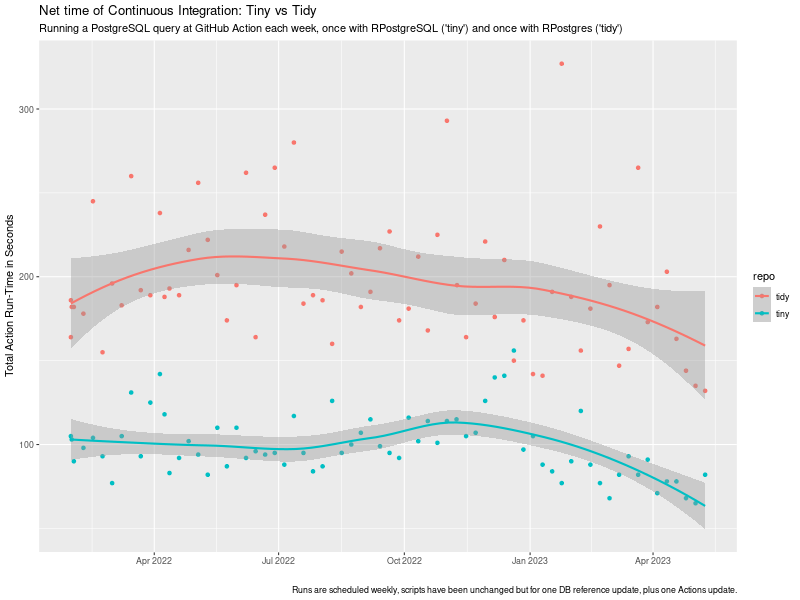 Net time of Continuous Integration: Tiny vs Tidy
Running a PostgreSQL query at GitHub Action each week, once with RPostgreSQL ('tiny') and once with RPostgres ('tidy')
Total Action Run-Time in Seconds
300
200
100
Apr 2022
Jul 2022
Oct 2022
Jan 2023
Apr 2023
repo
tidy
tiny
Runs are scheduled weekly, scripts have been unchanged but for one DB reference update, plus one Actions update.